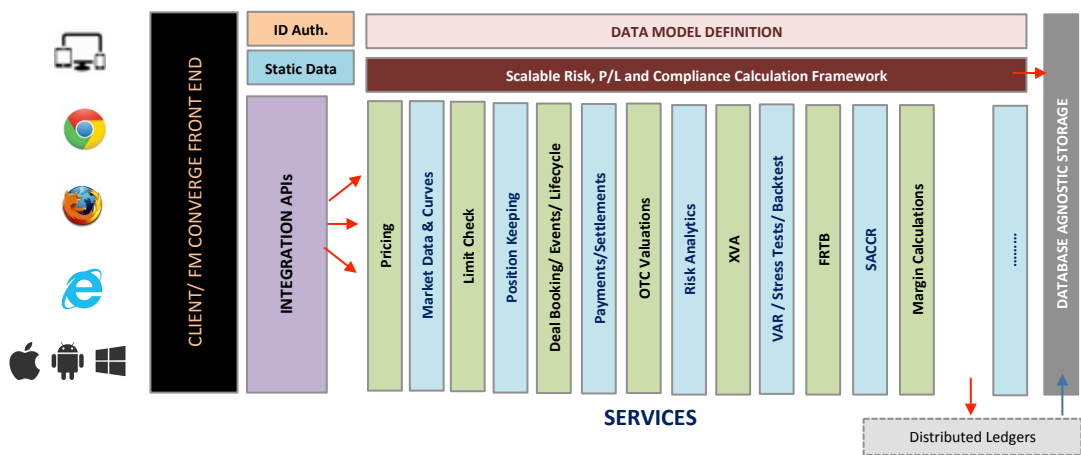 CLIENT/ FM CONVERGE FRONT END
ID Auth.
Static Data
INTEGRATION APIs
DATA MODEL DEFINITION
Scalable Risk, P/L and Compliance Calculation Framework
Pricing
Market Data & Curves
Limit Check
Position Keeping
Deal Booking/ Events/ Lifecycle
Payments/Settlements
OTC Valuations
Risk Analytics
XVA
VAR / Stress Tests/ Backtest
FRTB
SACCR
Margin Calculations
..........
DATABASE AGNOSTIC STORAGE
SERVICES
Distributed Ledgers